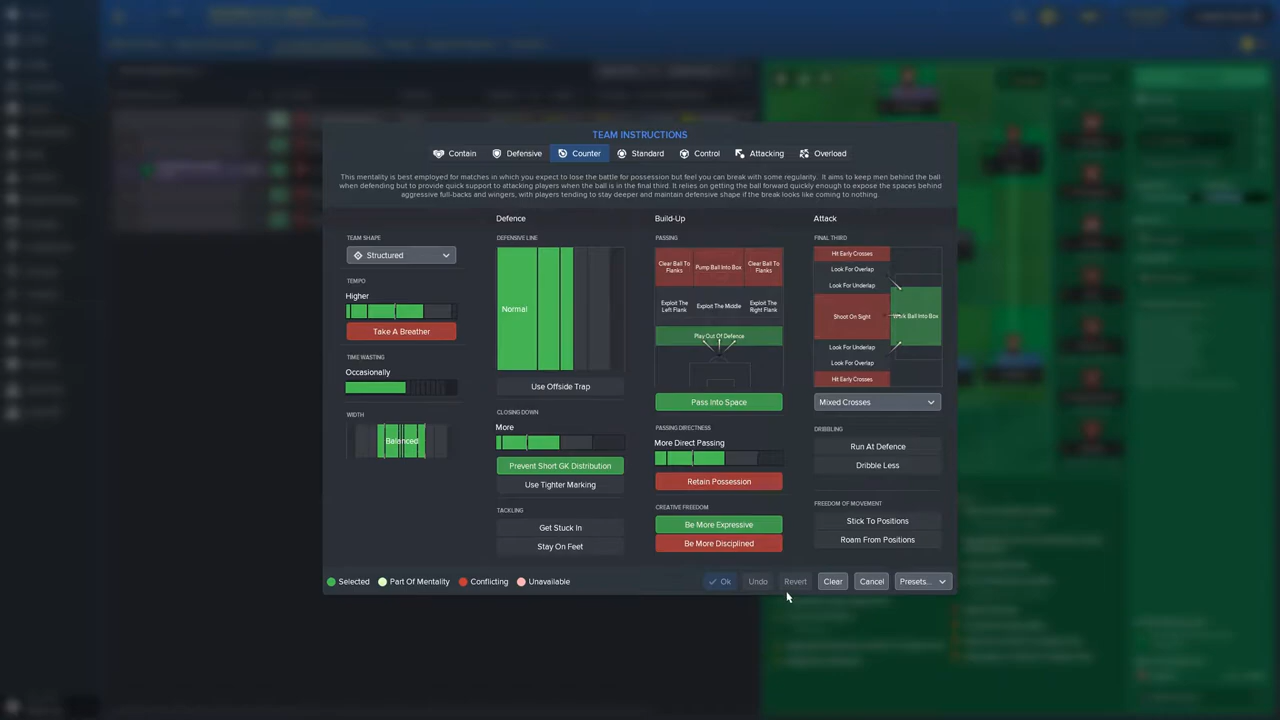 TEAM INSTRUCTIONS
Contain
Defensive
Counter
Standard
Control
Attacking
Overload
This mentality is best employed for matches in which you expect to lose the battle for possession but feel you can break with some regularity. It aims to keep men behind the ball
when defending but to provide quick support to attacking players when the ball is in the final third. It relies on getting the ball forward quickly enough to expose the spaces behind
aggressive full-backs and wingers, with players tending to stay deeper and maintain defensive shape if the break looks like coming to nothing.
TEAM SHAPE
Structured
TEMPO
Higher
Take A Breather
TIME WASTING
Occasionally
WIDTH
Balanced
Defence
DEFENSIVE LINE
Normal
Use Offside Trap
CLOSING DOWN
More
Prevent Short GK Distribution
Use Tighter Marking
TACKLING
Get Stuck In
Stay On Feet
Build-Up
PASSING
Clear Ball To
Flanks
Pump Ball Into Box
Clear Ball To
Flanks
Exploit The
Left Flank
Exploit The Middle
Exploit The
Right Flank
Play Out Of Defence
Pass Into Space
PASSING DIRECTNESS
More Direct Passing
Retain Possession
CREATIVE FREEDOM
Be More Expressive
Be More Disciplined
Attack
FINAL THIRD
Hit Early Crosses
Look For Overlap
Look For Underlap
Shoot On Sight
Work Ball Into Box
Look For Underlap
Look For Overlap
Hit Early Crosses
Mixed Crosses
DRIBBLING
Run At Defence
Dribble Less
FREEDOM OF MOVEMENT
Stick To Positions
Roam From Positions
Selected
Part Of Mentality
Conflicting
Unavailable
Ok
Undo
Revert
Clear
Cancel
Presets...